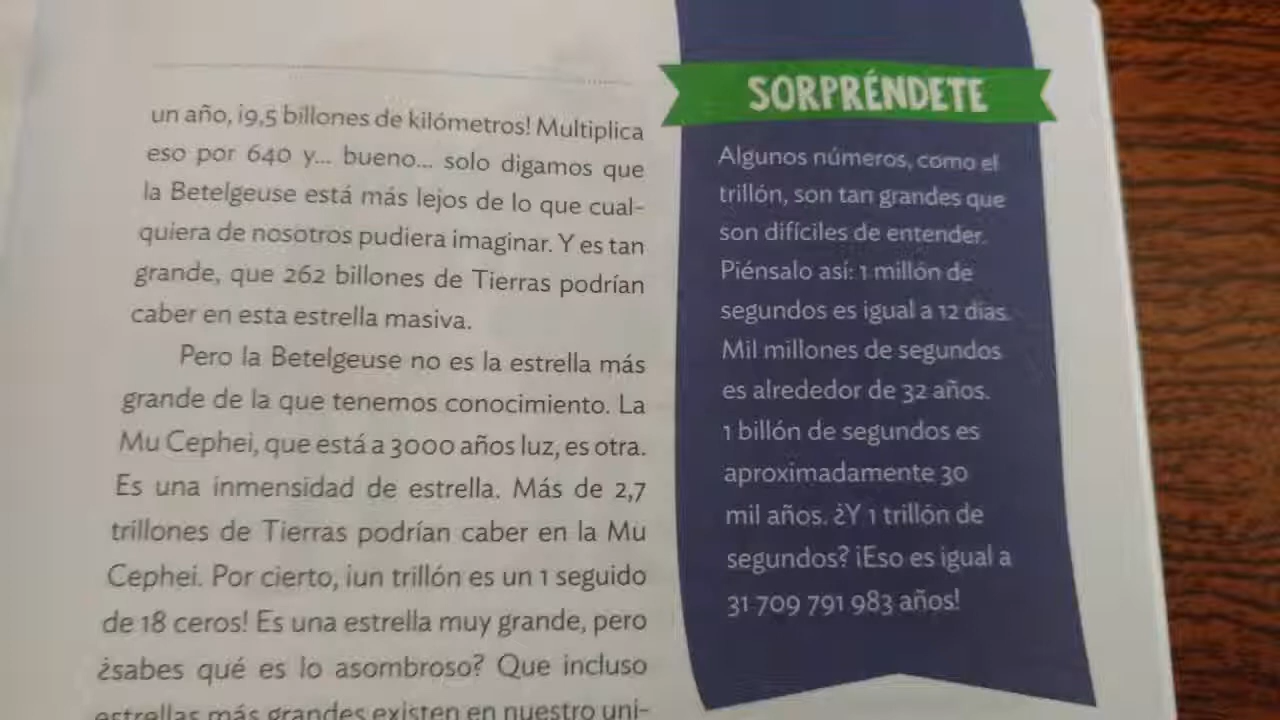 un año, ¡9,5 billones de kilómetros! Multiplica
eso por 640 y... bueno... solo digamos que
la Betelgeuse está más lejos de lo que cual-
quiera de nosotros pudiera imaginar. Y es tan
grande, que 262 billones de Tierras podrían
caber en esta estrella masiva.
Pero la Betelgeuse no es la estrella más
grande de la que tenemos conocimiento. La
Mu Cephei, que está a 3000 años luz, es otra.
Es una inmensidad de estrella. Más de 2,7
trillones de Tierras podrían caber en la Mu
Cephei. Por cierto, ¡un trillón es un 1 seguido
de 18 ceros! Es una estrella muy grande, pero
¿sabes qué es lo asombroso? Que incluso
estrellas más grandes existen en nuestro uni-
SORPRÉNDETE
Algunos números, como el
trillón, son tan grandes que
son difíciles de entender.
Piénsalo así: 1 millón de
segundos es igual a 12 días.
Mil millones de segundos
es alrededor de 32 años.
1 billón de segundos es
aproximadamente 30
mil años. ¿Y 1 trillón de
segundos? ¡Eso es igual a
31 709 791 983 años!